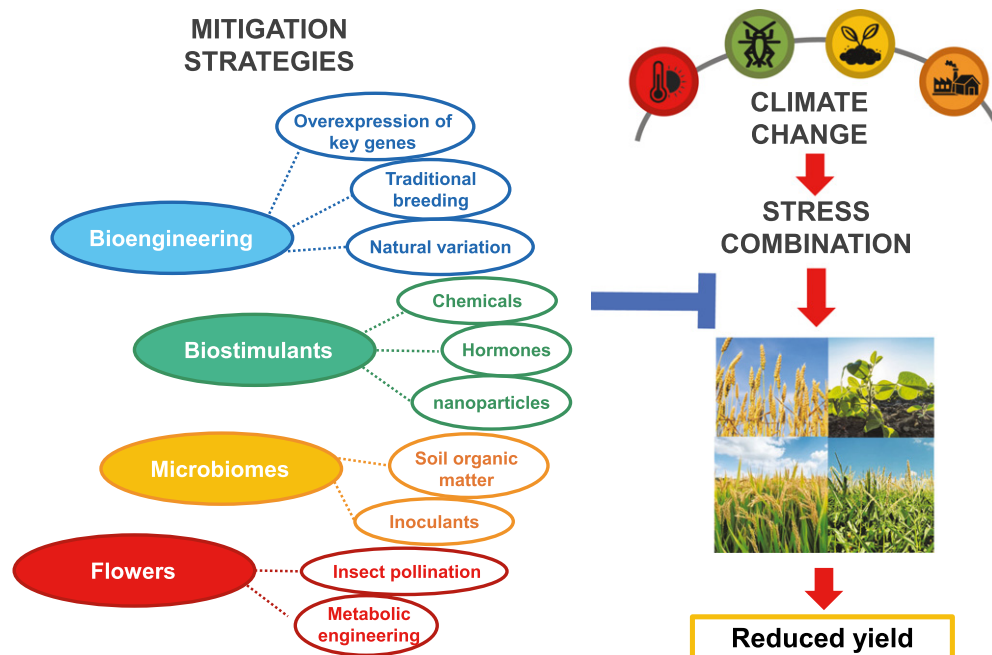 MITIGATION
STRATEGIES
Overexpression of
key genes
Traditional
breeding
Bioengineering
Natural variation
Chemicals
Biostimulants
Hormones
nanoparticles
Microbiomes
Soil organic
matter
Inoculants
Flowers
Insect pollination
Metabolic
engineering
CLIMATE
CHANGE
STRESS
COMBINATION
Reduced yield